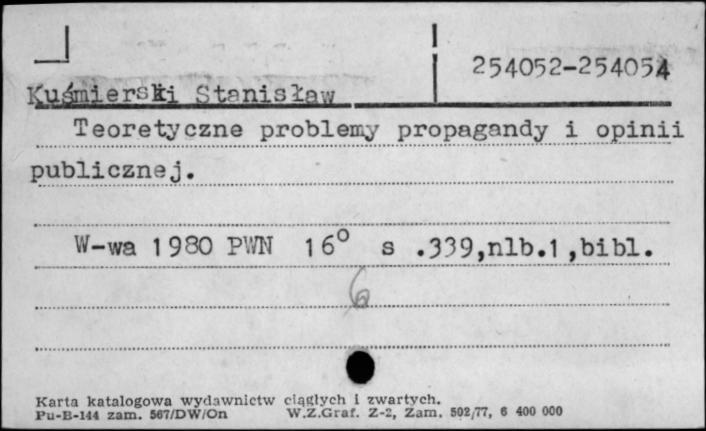 254052-254054
Kuśmierski Stanisław
Teoretyczne problemy propagandy i opinii
publicznej.
W-wa 1980 PWN 16° s .339,nlb.1,bibl.
6
Karta katalogowa wydawnictw ciągłych i zwartych.
Pu-B-144 zam. 567/DW/On W.Z.Graf. Z-2, Zam. 502/77, 6 400 000